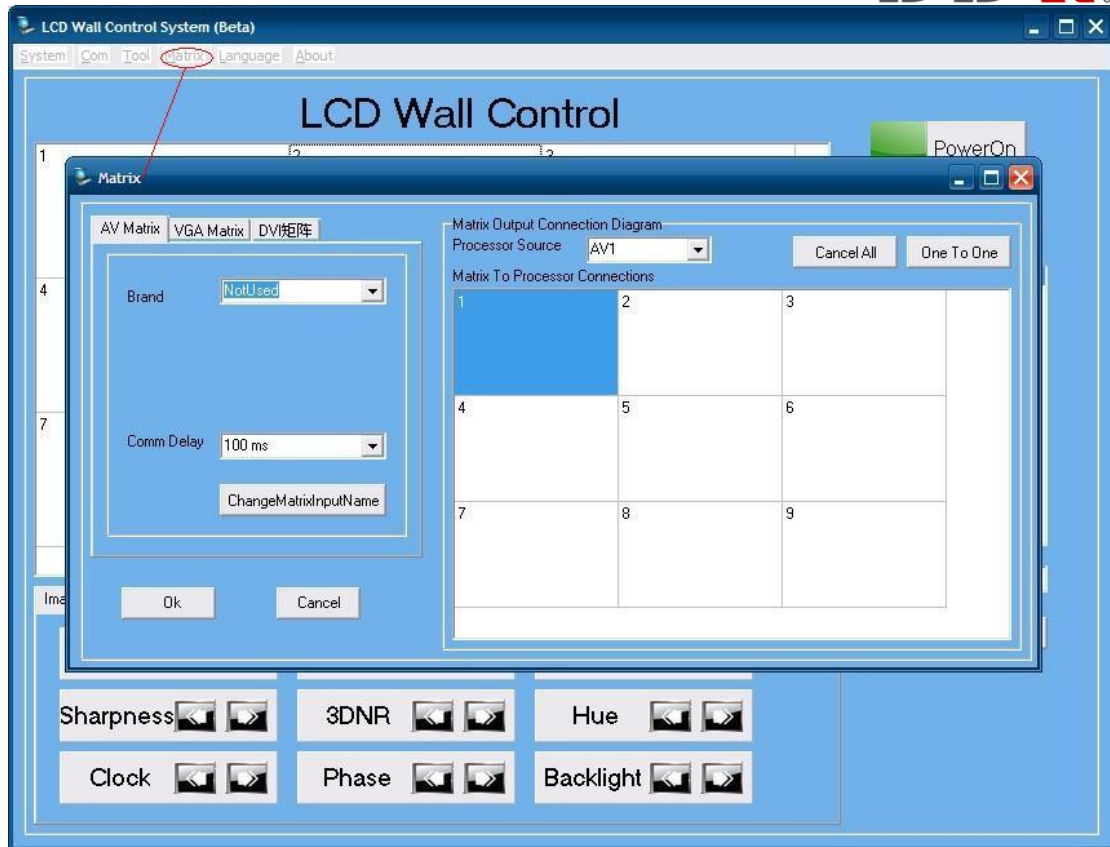 LCD Wall Control System (Beta)
System Com Tool Matrix Language About
LCD Wall Control
PowerOn
1 2 3
4
7
Matrix
AV Matrix VGA Matrix DVI矩阵
Brand NotUsed
Comm Delay 100 ms
ChangeMatrixInputName
Ok Cancel
Matrix Output Connection Diagram
Processor Source AV1 Cancel All One To One
Matrix To Processor Connections
1 2 3
4 5 6
7 8 9
Sharpness 3DNR Hue
Clock Phase Backlight